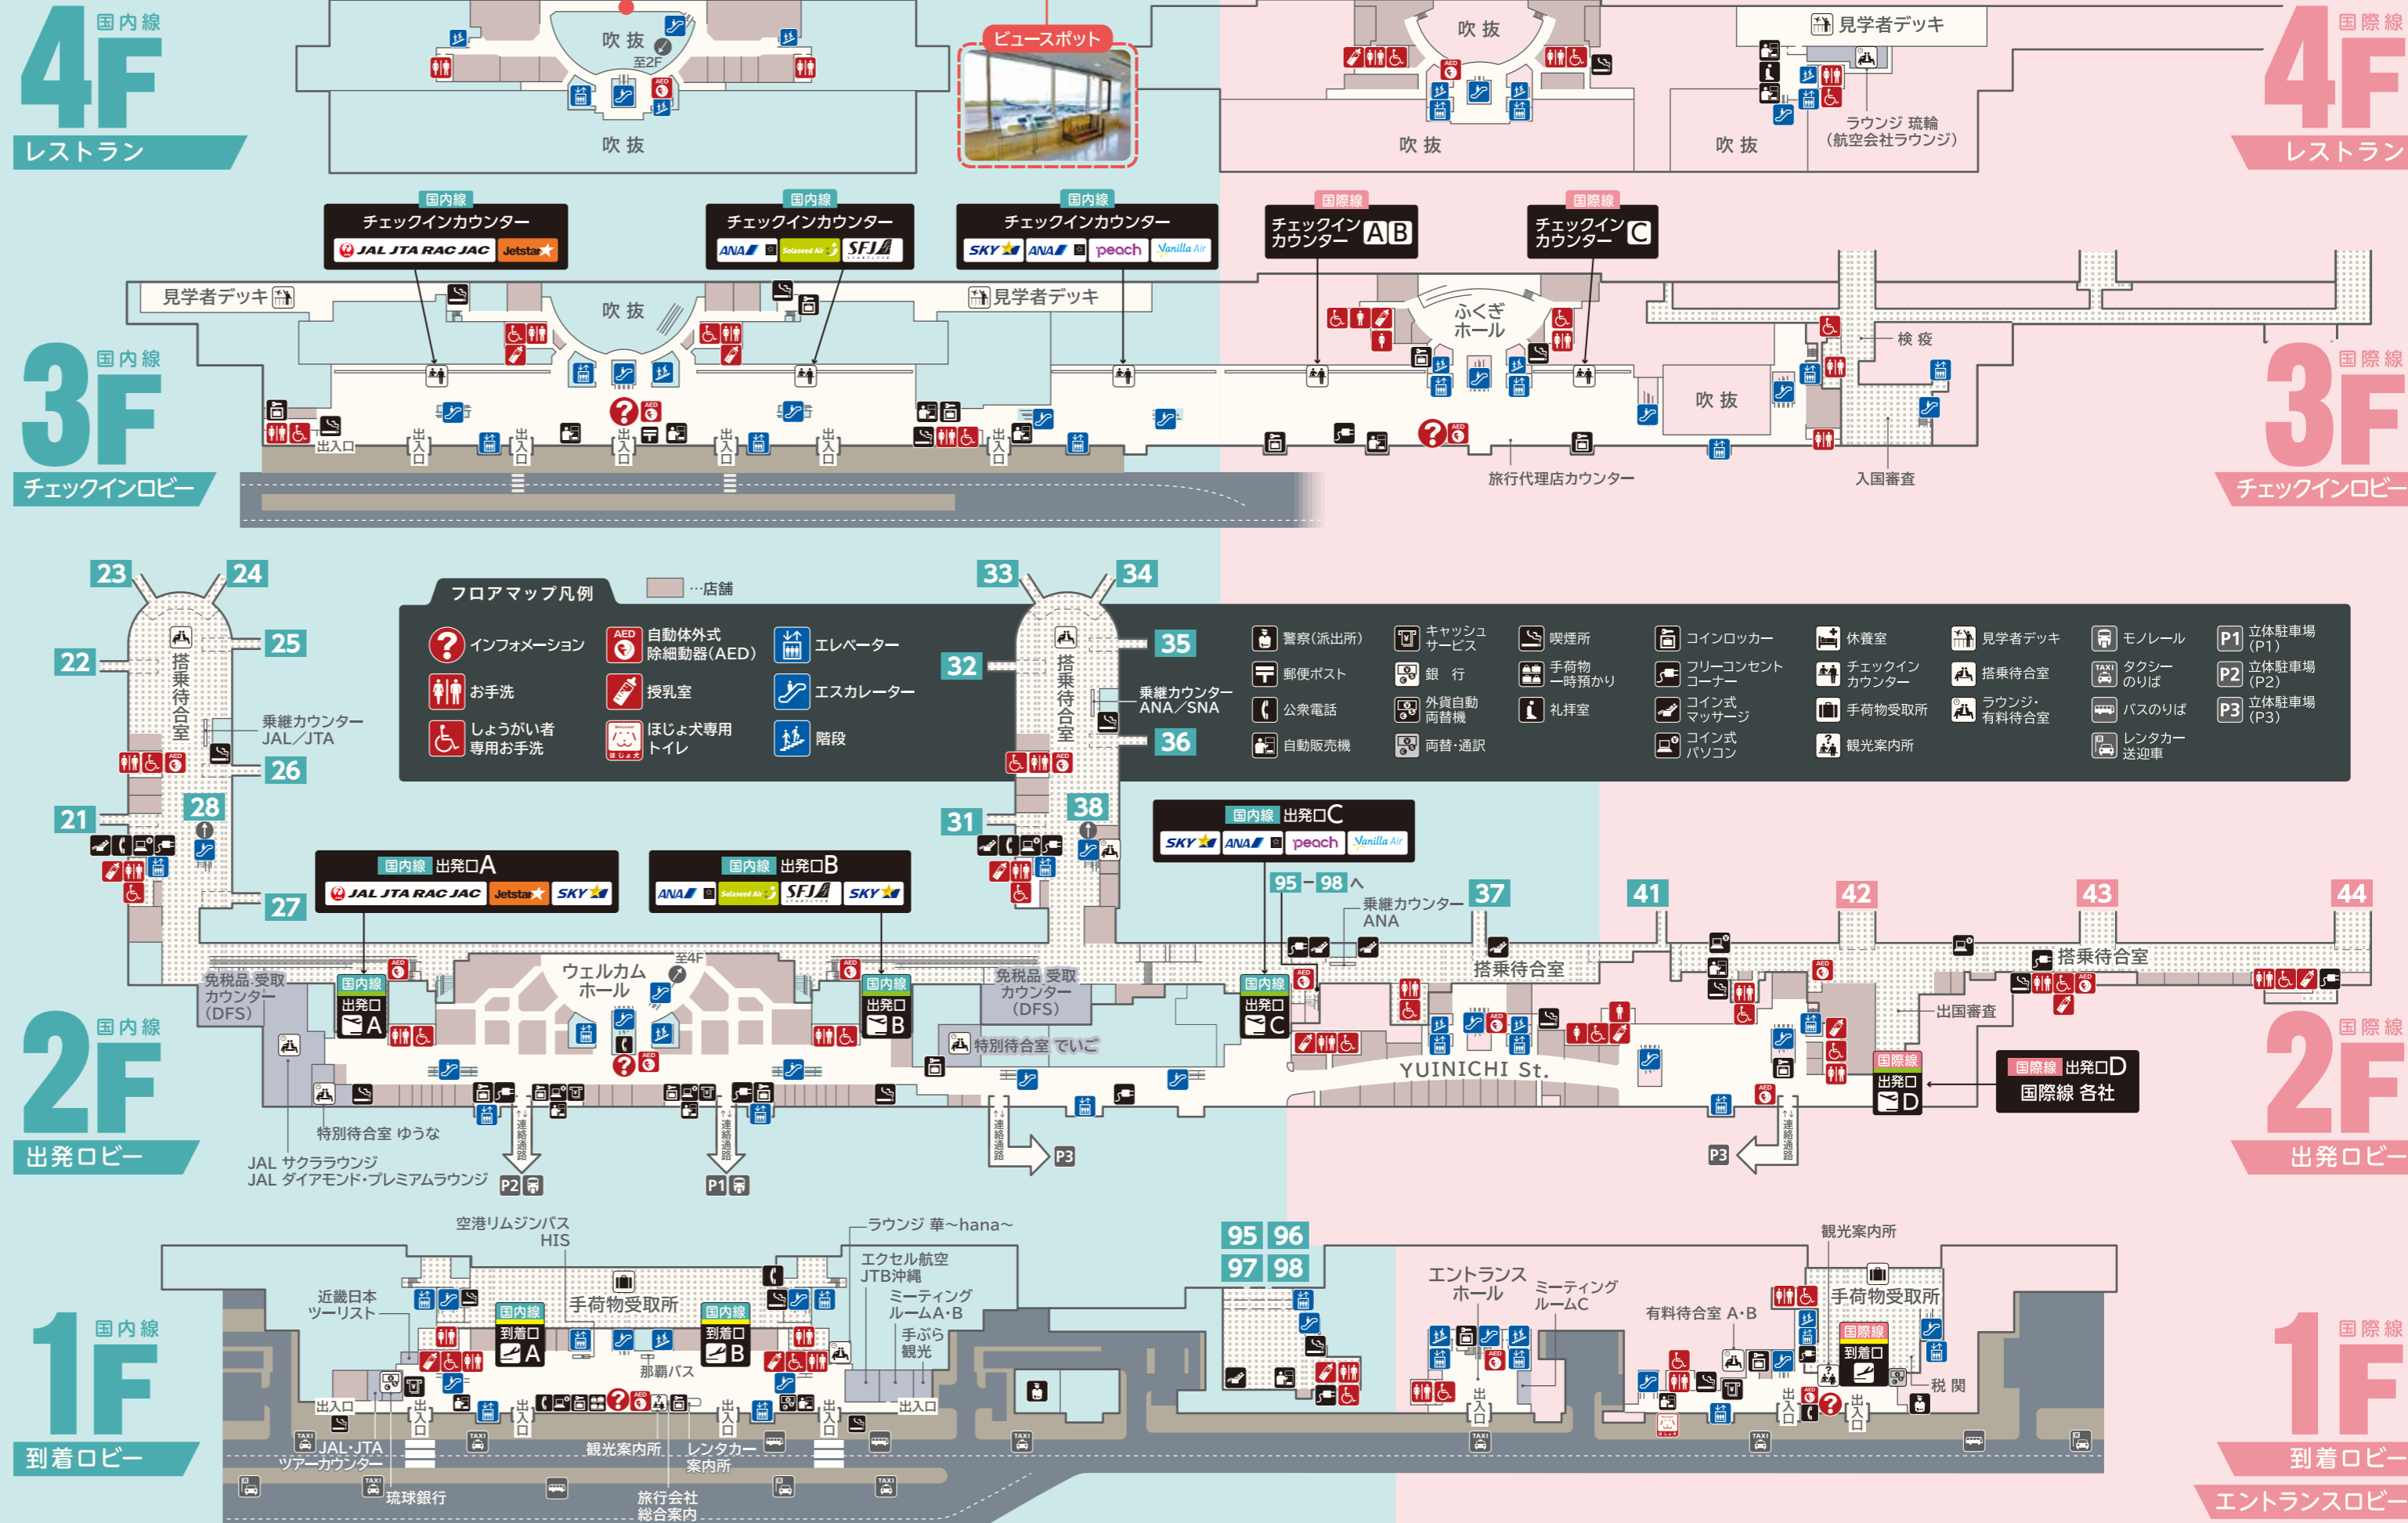 国内線
4F
レストラン
吹抜
至2F
吹抜
ビュースポット
吹抜
吹抜
吹抜
見学者デッキ
ラウンジ 琉輪
(航空会社ラウンジ)
国際線
4F
レストラン
国内線
チェックインカウンター
JAL JTA RAC JAC
Jetstar
国内線
チェックインカウンター
ANA
Solaseed Air
SFJ
国内線
チェックインカウンター
SKY
ANA
peach
Vanilla Air
国際線
チェックイン
カウンター A B
国際線
チェックイン
カウンター C
国内線
3F
チェックインロビー
見学者デッキ
吹抜
見学者デッキ
ふくぎ
ホール
吹抜
検疫
AED
出入口
出入口
出入口
出入口
出入口
出入口
出入口
AED
旅行代理店カウンター
入国審査
国際線
3F
チェックインロビー
フロアマップ凡例
…店舗
インフォメーション
AED
自動体外式
除細動器(AED)
エレベーター
お手洗
授乳室
エスカレーター
しょうがい者
専用お手洗
ほじょ犬
ほじょ犬専用
トイレ
階段
警察(派出所)
郵便ポスト
公衆電話
自動販売機
キャッシュ
サービス
銀 行
外貨自動
両替機
両替・通訳
喫煙所
手荷物
一時預かり
礼拝室
コインロッカー
フリーコンセント
コーナー
コイン式
マッサージ
コイン式
パソコン
休養室
チェックイン
カウンター
手荷物受取所
観光案内所
見学者デッキ
搭乗待合室
ラウンジ・
有料待合室
モノレール
TAXI
タクシー
のりば
バスのりば
レンタカー
送迎車
P1
立体駐車場
(P1)
P2
立体駐車場
(P2)
P3
立体駐車場
(P3)
23
24
22
25
搭乗待合室
乗継カウンター
JAL/JTA
26
21
28
27
33
34
32
35
搭乗待合室
乗継カウンター
ANA/SNA
36
31
38
国内線 出発口A
JAL JTA RAC JAC
Jetstar
SKY
国内線 出発口B
ANA
Solaseed Air
SFJ
SKY
国内線 出発口C
SKY
ANA
peach
Vanilla Air
95-98へ
乗継カウンター
ANA
37
41
42
43
44
搭乗待合室
搭乗待合室
国内線
2F
出発ロビー
免税品 受取
カウンター
(DFS)
国内線
出発口
A
ウェルカム
ホール
至4F
国内線
出発口
B
免税品 受取
カウンター
(DFS)
特別待合室 でいご
国内線
出発口
C
YUINICHI St.
出国審査
国際線
出発口
D
国際線 出発口D
国際線 各社
特別待合室 ゆうな
JAL サクララウンジ
JAL ダイアモンド・プレミアムラウンジ
連絡通路
P2
連絡通路
P1
連絡通路
P3
連絡通路
P3
国際線
2F
出発ロビー
国内線
1F
到着ロビー
空港リムジンバス
HIS
近畿日本
ツーリスト
手荷物受取所
国内線
到着口
A
国内線
到着口
B
那覇バス
ラウンジ 華〜hana〜
エクセル航空
JTB沖縄
ミーティング
ルームA・B
手ぶら
観光
出入口
出入口
出入口
出入口
出入口
出入口
TAXI
JAL・JTA
ツアーカウンター
琉球銀行
観光案内所
レンタカー
案内所
旅行会社
総合案内
95
96
97
98
エントランス
ホール
ミーティング
ルームC
有料待合室 A・B
観光案内所
手荷物受取所
国際線
到着口
税関
出入口
出入口
出入口
ほじょ犬
TAXI
国際線
1F
到着ロビー
エントランスロビー